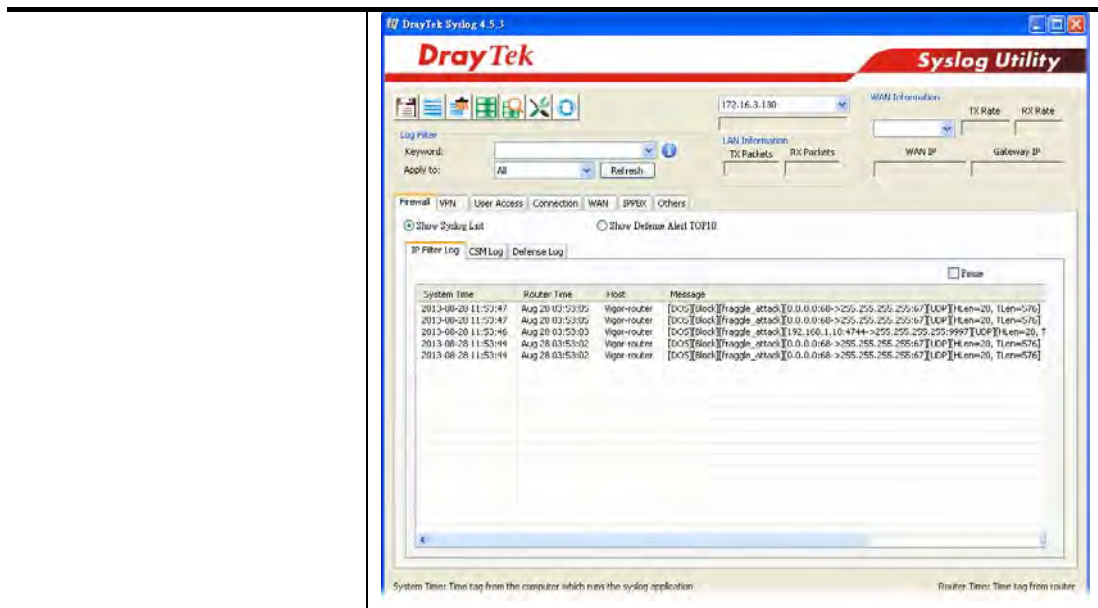 DrayTek Syslog 4.5.3
DrayTek
Syslog Utility
172.16.3.130
WAN Information
TX Rate RX Rate
Log Filter
Keyword:
Apply to: All Refresh
LAN Information
TX Packets RX Packets
WAN IP Gateway IP
Firewall VPN User Access Connection WAN IPPBX Others
Show Syslog List Show Defense Alert TOP10
IP Filter Log CSM Log Defense Log
Pause
System Time Router Time Host Message
2013-08-28 11:53:47 Aug 28 03:53:05 Vigor-router [DOS][Block][fraggle_attack][0.0.0.0:68->255.255.255.255:67][UDP][HLen=20, TLen=576]
2013-08-28 11:53:47 Aug 28 03:53:05 Vigor-router [DOS][Block][fraggle_attack][0.0.0.0:68->255.255.255.255:67][UDP][HLen=20, TLen=576]
2013-08-28 11:53:46 Aug 28 03:53:03 Vigor-router [DOS][Block][fraggle_attack][192.168.1.10:4744->255.255.255.255:9997][UDP][HLen=20, T
2013-08-28 11:53:44 Aug 28 03:53:02 Vigor-router [DOS][Block][fraggle_attack][0.0.0.0:68->255.255.255.255:67][UDP][HLen=20, TLen=576]
2013-08-28 11:53:44 Aug 28 03:53:02 Vigor-router [DOS][Block][fraggle_attack][0.0.0.0:68->255.255.255.255:67][UDP][HLen=20, TLen=576]
System Time: Time tag from the computer which runs the syslog application
Router Time: Time tag from router